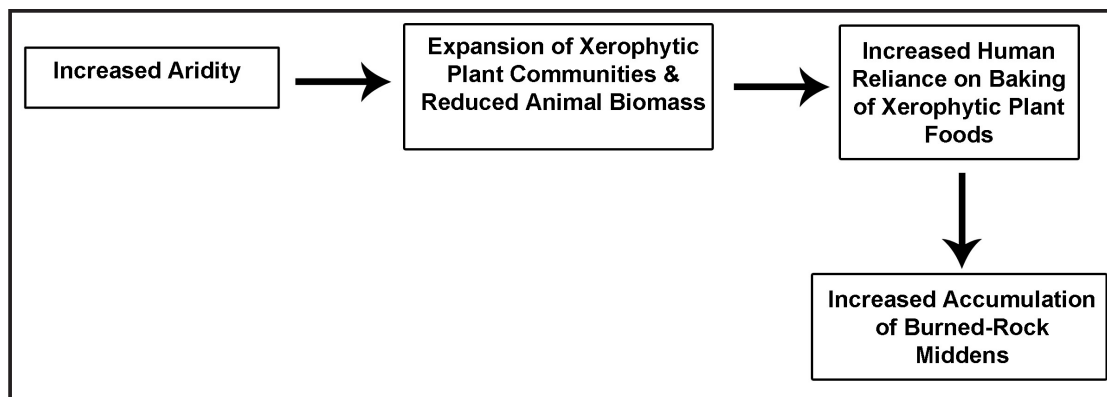 Increased Aridity
Expansion of Xerophytic
Plant Communities &
Reduced Animal Biomass
Increased Human
Reliance on Baking
of Xerophytic Plant
Foods
Increased Accumulation
of Burned-Rock
Middens